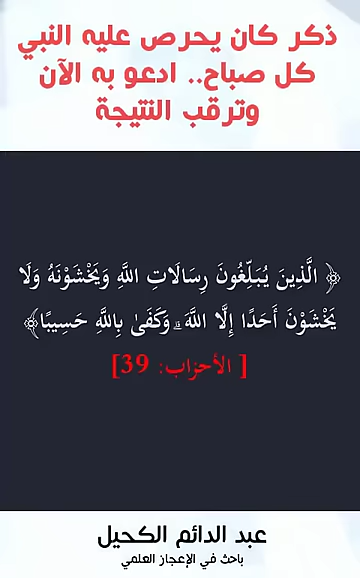 ذكر كان يحرص عليه النبي
كل صباح.. ادعو به الآن
وترقب النتيجة
﴿ الَّذِينَ يُبَلِّغُونَ رِسَالَاتِ اللَّهِ وَيَخْشَوْنَهُ وَلَا
يَخْشَوْنَ أَحَدًا إِلَّا اللَّهَ ۗ وَكَفَىٰ بِاللَّهِ حَسِيبًا﴾
[ الأحزاب: 39]
عبد الدائم الكحيل
باحث في الإعجاز العلمي